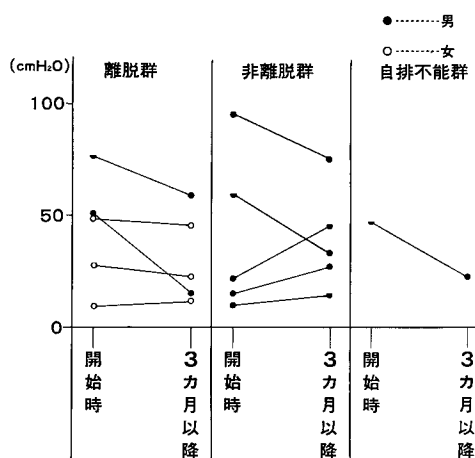 ●--------男
○--------女
(cmH₂O)
離脱群
非離脱群
自排不能群
100
50
0
開始時
3カ月以降
開始時
3カ月以降
開始時
3カ月以降